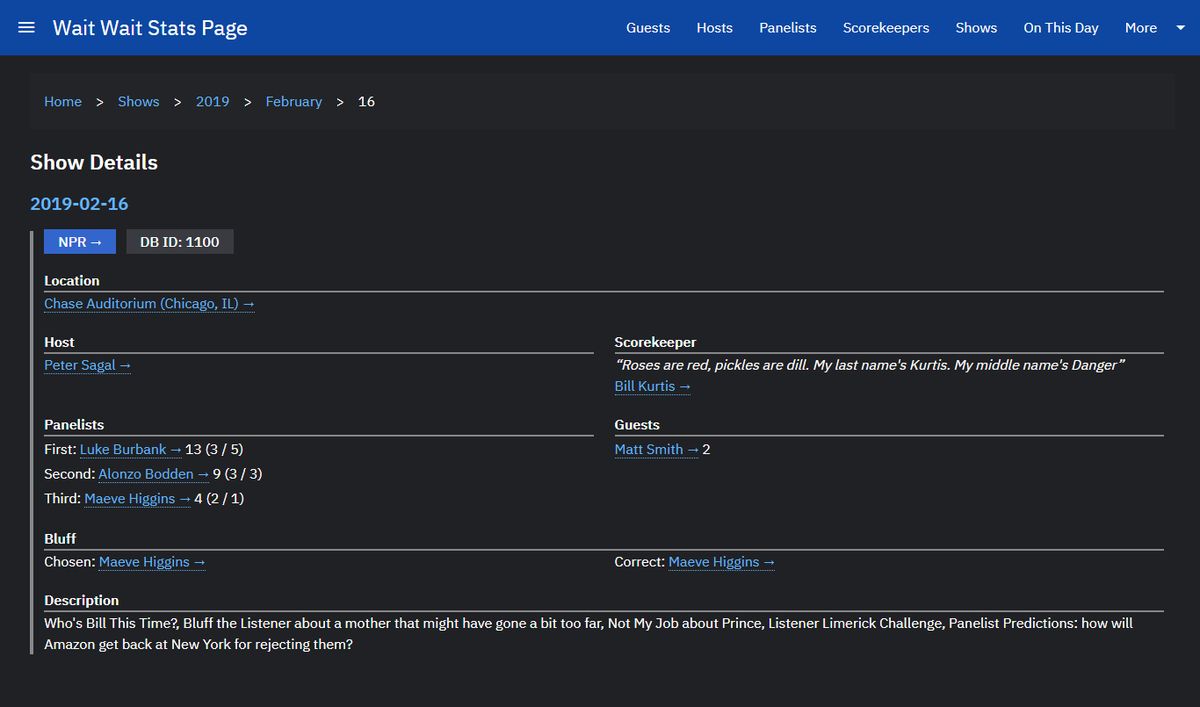 Wait Wait Stats Page
Guests Hosts Panelists Scorekeepers Shows On This Day More
Home > Shows > 2019 > February > 16
Show Details
2019-02-16
NPR → DB ID: 1100
Location
Chase Auditorium (Chicago, IL) →
Host
Peter Sagal →
Scorekeeper
“Roses are red, pickles are dill. My last name's Kurtis. My middle name's Danger”
Bill Kurtis →
Panelists
First: Luke Burbank → 13 (3 / 5)
Second: Alonzo Bodden → 9 (3 / 3)
Third: Maeve Higgins → 4 (2 / 1)
Guests
Matt Smith → 2
Bluff
Chosen: Maeve Higgins →
Correct: Maeve Higgins →
Description
Who's Bill This Time?, Bluff the Listener about a mother that might have gone a bit too far, Not My Job about Prince, Listener Limerick Challenge, Panelist Predictions: how will
Amazon get back at New York for rejecting them?